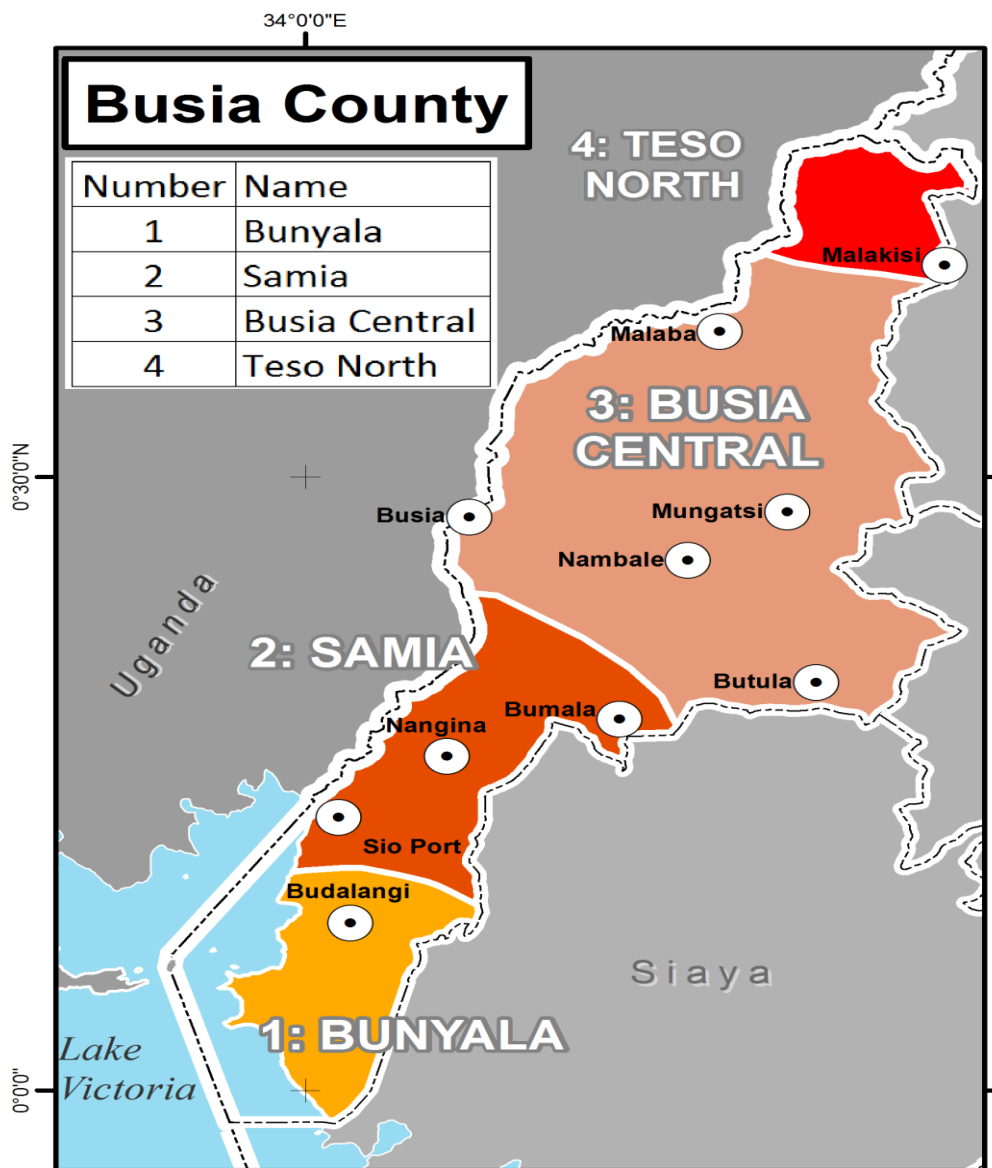 34°0'0"E
Busia County
Number Name
1 Bunyala
2 Samia
3 Busia Central
4 Teso North
4: TESO
NORTH
Malakisi
Malaba
3: BUSIA
CENTRAL
0°30'0"N
Busia
Mungatsi
Nambale
Uganda
2: SAMIA
Butula
Bumala
Nangina
Sio Port
Budalangi
Siaya
1: BUNYALA
Lake
Victoria
0°0'0"